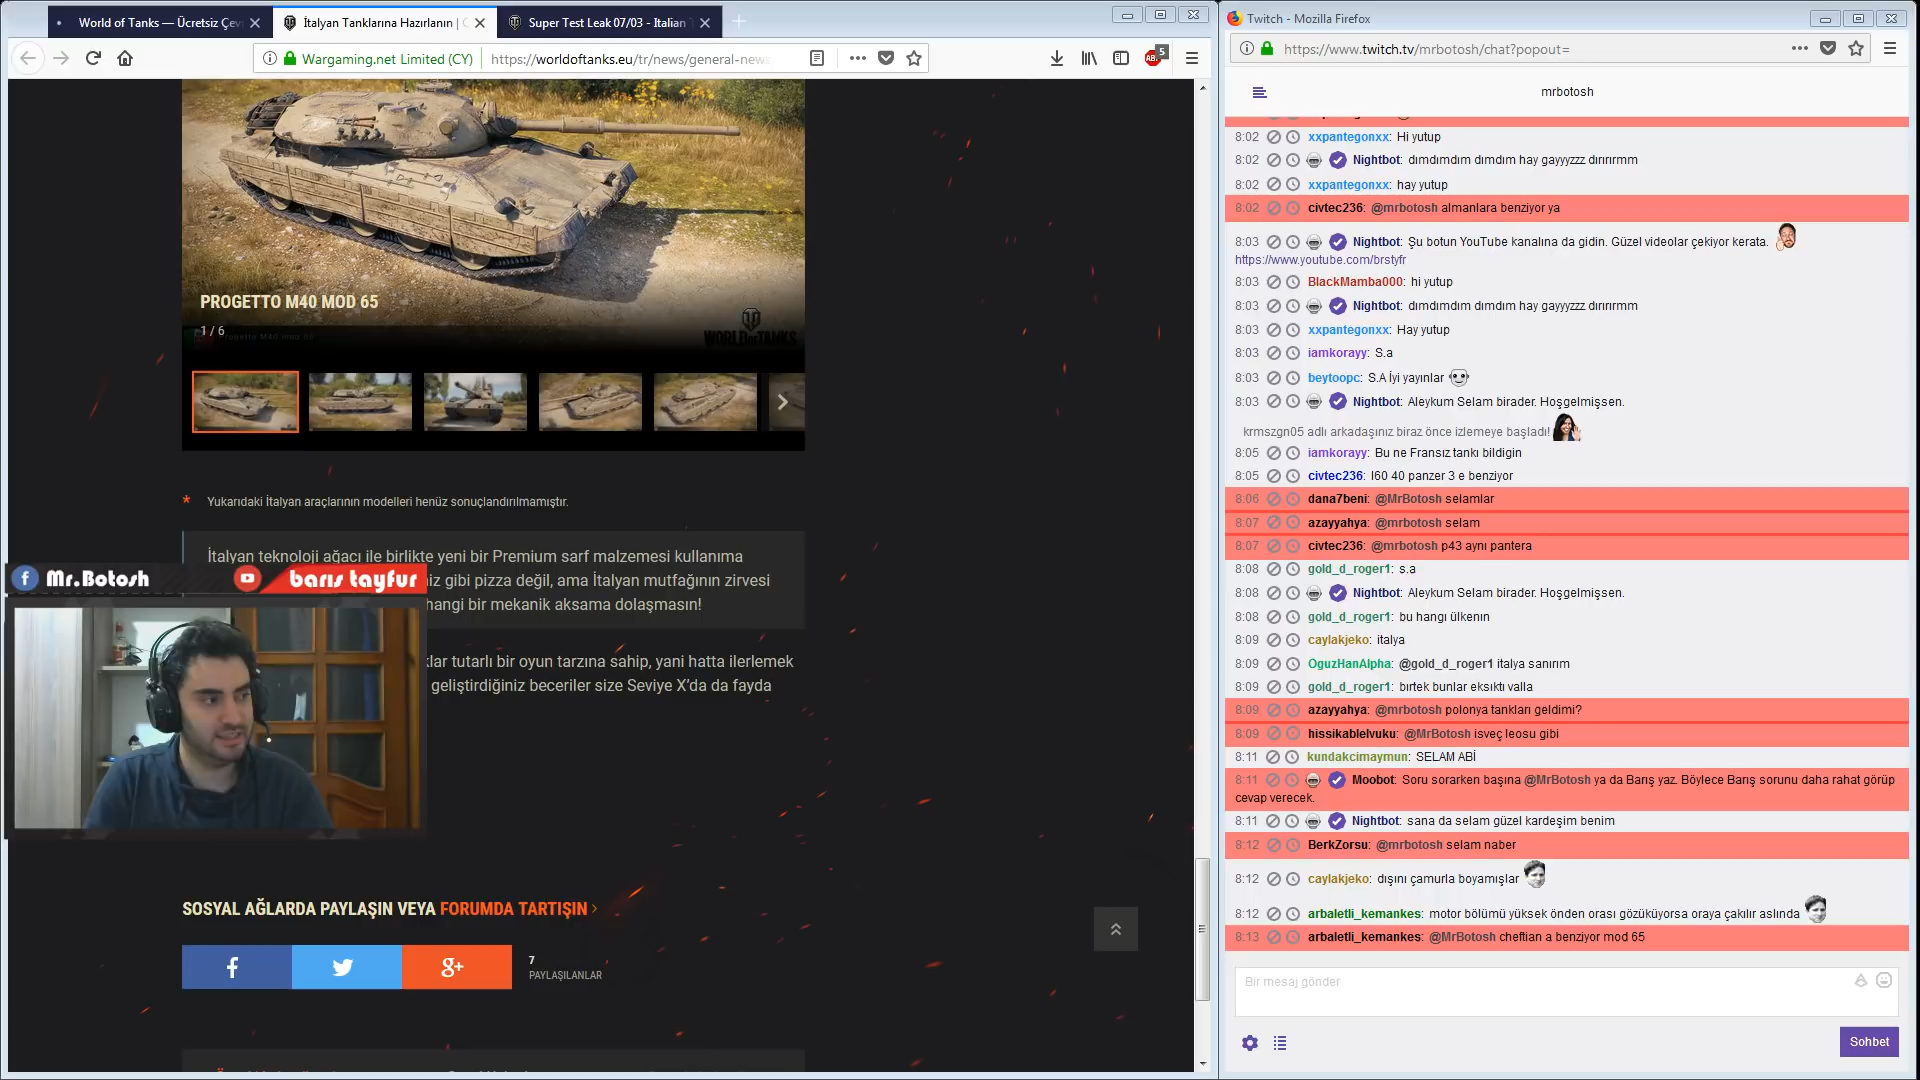 World of Tanks — Ücretsiz Çev
İtalyan Tanklarına Hazırlanın |
Super Test Leak 07/03 - Italian
Wargaming.net Limited (CY)
https://worldoftanks.eu/tr/news/general-news
5
PROGETTO M40 MOD 65
1 / 6
Progetto M40 mod 65
WORLD OF TANKS
* Yukarıdaki İtalyan araçlarının modelleri henüz sonuçlandırılmamıştır.
İtalyan teknoloji ağacı ile birlikte yeni bir Premium sarf malzemesi kullanıma
iz gibi pizza değil, ama İtalyan mutfağının zirvesi
hangi bir mekanik aksama dolaşmasın!
Mr.Botosh
barıs tayfur
klar tutarlı bir oyun tarzına sahip, yani hatta ilerlemek
geliştirdiğiniz beceriler size Seviye X'da da fayda
SOSYAL AĞLARDA PAYLAŞIN VEYA FORUMDA TARTIŞIN
7
PAYLAŞILANLAR
Twitch - Mozilla Firefox
https://www.twitch.tv/mrbotosh/chat?popout=
mrbotosh
8:02 xxpantegonxx: Hi yutup
8:02 Nightbot: dımdımdım dımdım hay gayyyzzz dırırırmm
8:02 xxpantegonxx: hay yutup
8:02 civtec236: @mrbotosh almanlara benziyor ya
8:03 Nightbot: Şu botun YouTube kanalına da gidin. Güzel videolar çekiyor kerata.
https://www.youtube.com/brstyfr
8:03 BlackMamba000: hi yutup
8:03 Nightbot: dımdımdım dımdım hay gayyyzzz dırırırmm
8:03 xxpantegonxx: Hay yutup
8:03 iamkorayy: S.a
8:03 beytoopc: S.A İyi yayınlar
8:03 Nightbot: Aleykum Selam birader. Hoşgelmişsen.
krmszgn05 adlı arkadaşınız biraz önce izlemeye başladı!
8:05 iamkorayy: Bu ne Fransız tankı bildigin
8:05 civtec236: l60 40 panzer 3 e benziyor
8:06 dana7beni: @MrBotosh selamlar
8:07 azayyahya: @mrbotosh selam
8:07 civtec236: @mrbotosh p43 aynı pantera
8:08 gold_d_roger1: s.a
8:08 Nightbot: Aleykum Selam birader. Hoşgelmişsen.
8:08 gold_d_roger1: bu hangı ülkenın
8:09 caylakjeko: italya
8:09 OguzHanAlpha: @gold_d_roger1 italya sanırım
8:09 gold_d_roger1: bırtek bunlar eksıktı valla
8:09 azayyahya: @mrbotosh polonya tankları geldimi?
8:09 hissikablelvuku: @MrBotosh isveç leosu gibi
8:11 kundakcimaymun: SELAM ABİ
8:11 Moobot: Soru sorarken başına @MrBotosh ya da Barış yaz. Böylece Barış sorunu daha rahat görüp
cevap verecek.
8:11 Nightbot: sana da selam güzel kardeşim benim
8:12 BerkZorsu: @mrbotosh selam naber
8:12 caylakjeko: dışını çamurla boyamışlar
8:12 arbaletli_kemankes: motor bölümü yüksek önden orası gözüküyorsa oraya çakılır aslında
8:13 arbaletli_kemankes: @MrBotosh cheftian a benziyor mod 65
Bir mesaj gönder
Sohbet